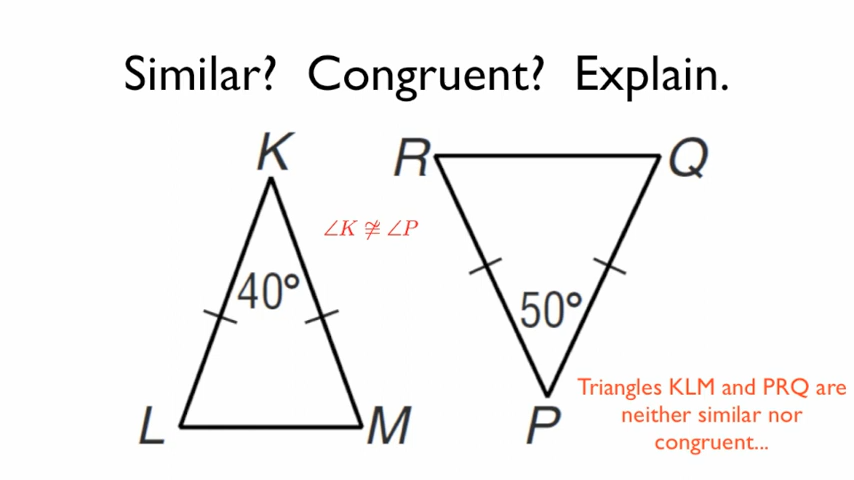 Similar? Congruent? Explain.
K
R
Q
∠K ≇ ∠P
40°
50°
L
M
P
Triangles KLM and PRQ are
neither similar nor
congruent...